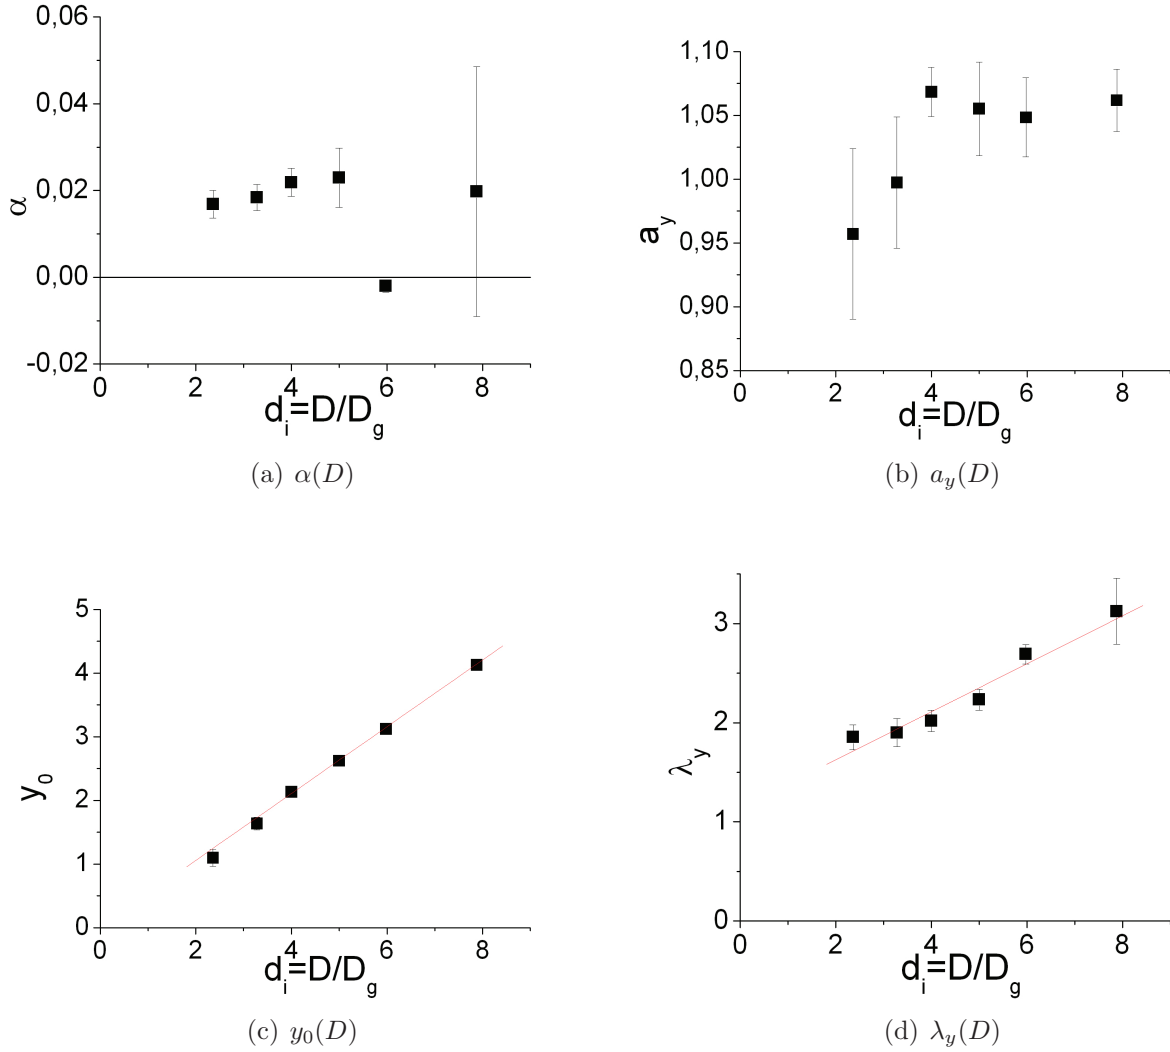 0,06
0,04
0,02
0,00
-0,02
α
0 2 4 6 8
d_i=D/D_g
(a) α(D)
1,10
1,05
1,00
0,95
0,90
0,85
a_y
0 2 4 6 8
d_i=D/D_g
(b) a_y(D)
5
4
3
2
1
0
y_0
0 2 4 6 8
d_i=D/D_g
(c) y_0(D)
3
2
1
0
λ_y
0 2 4 6 8
d_i=D/D_g
(d) λ_y(D)